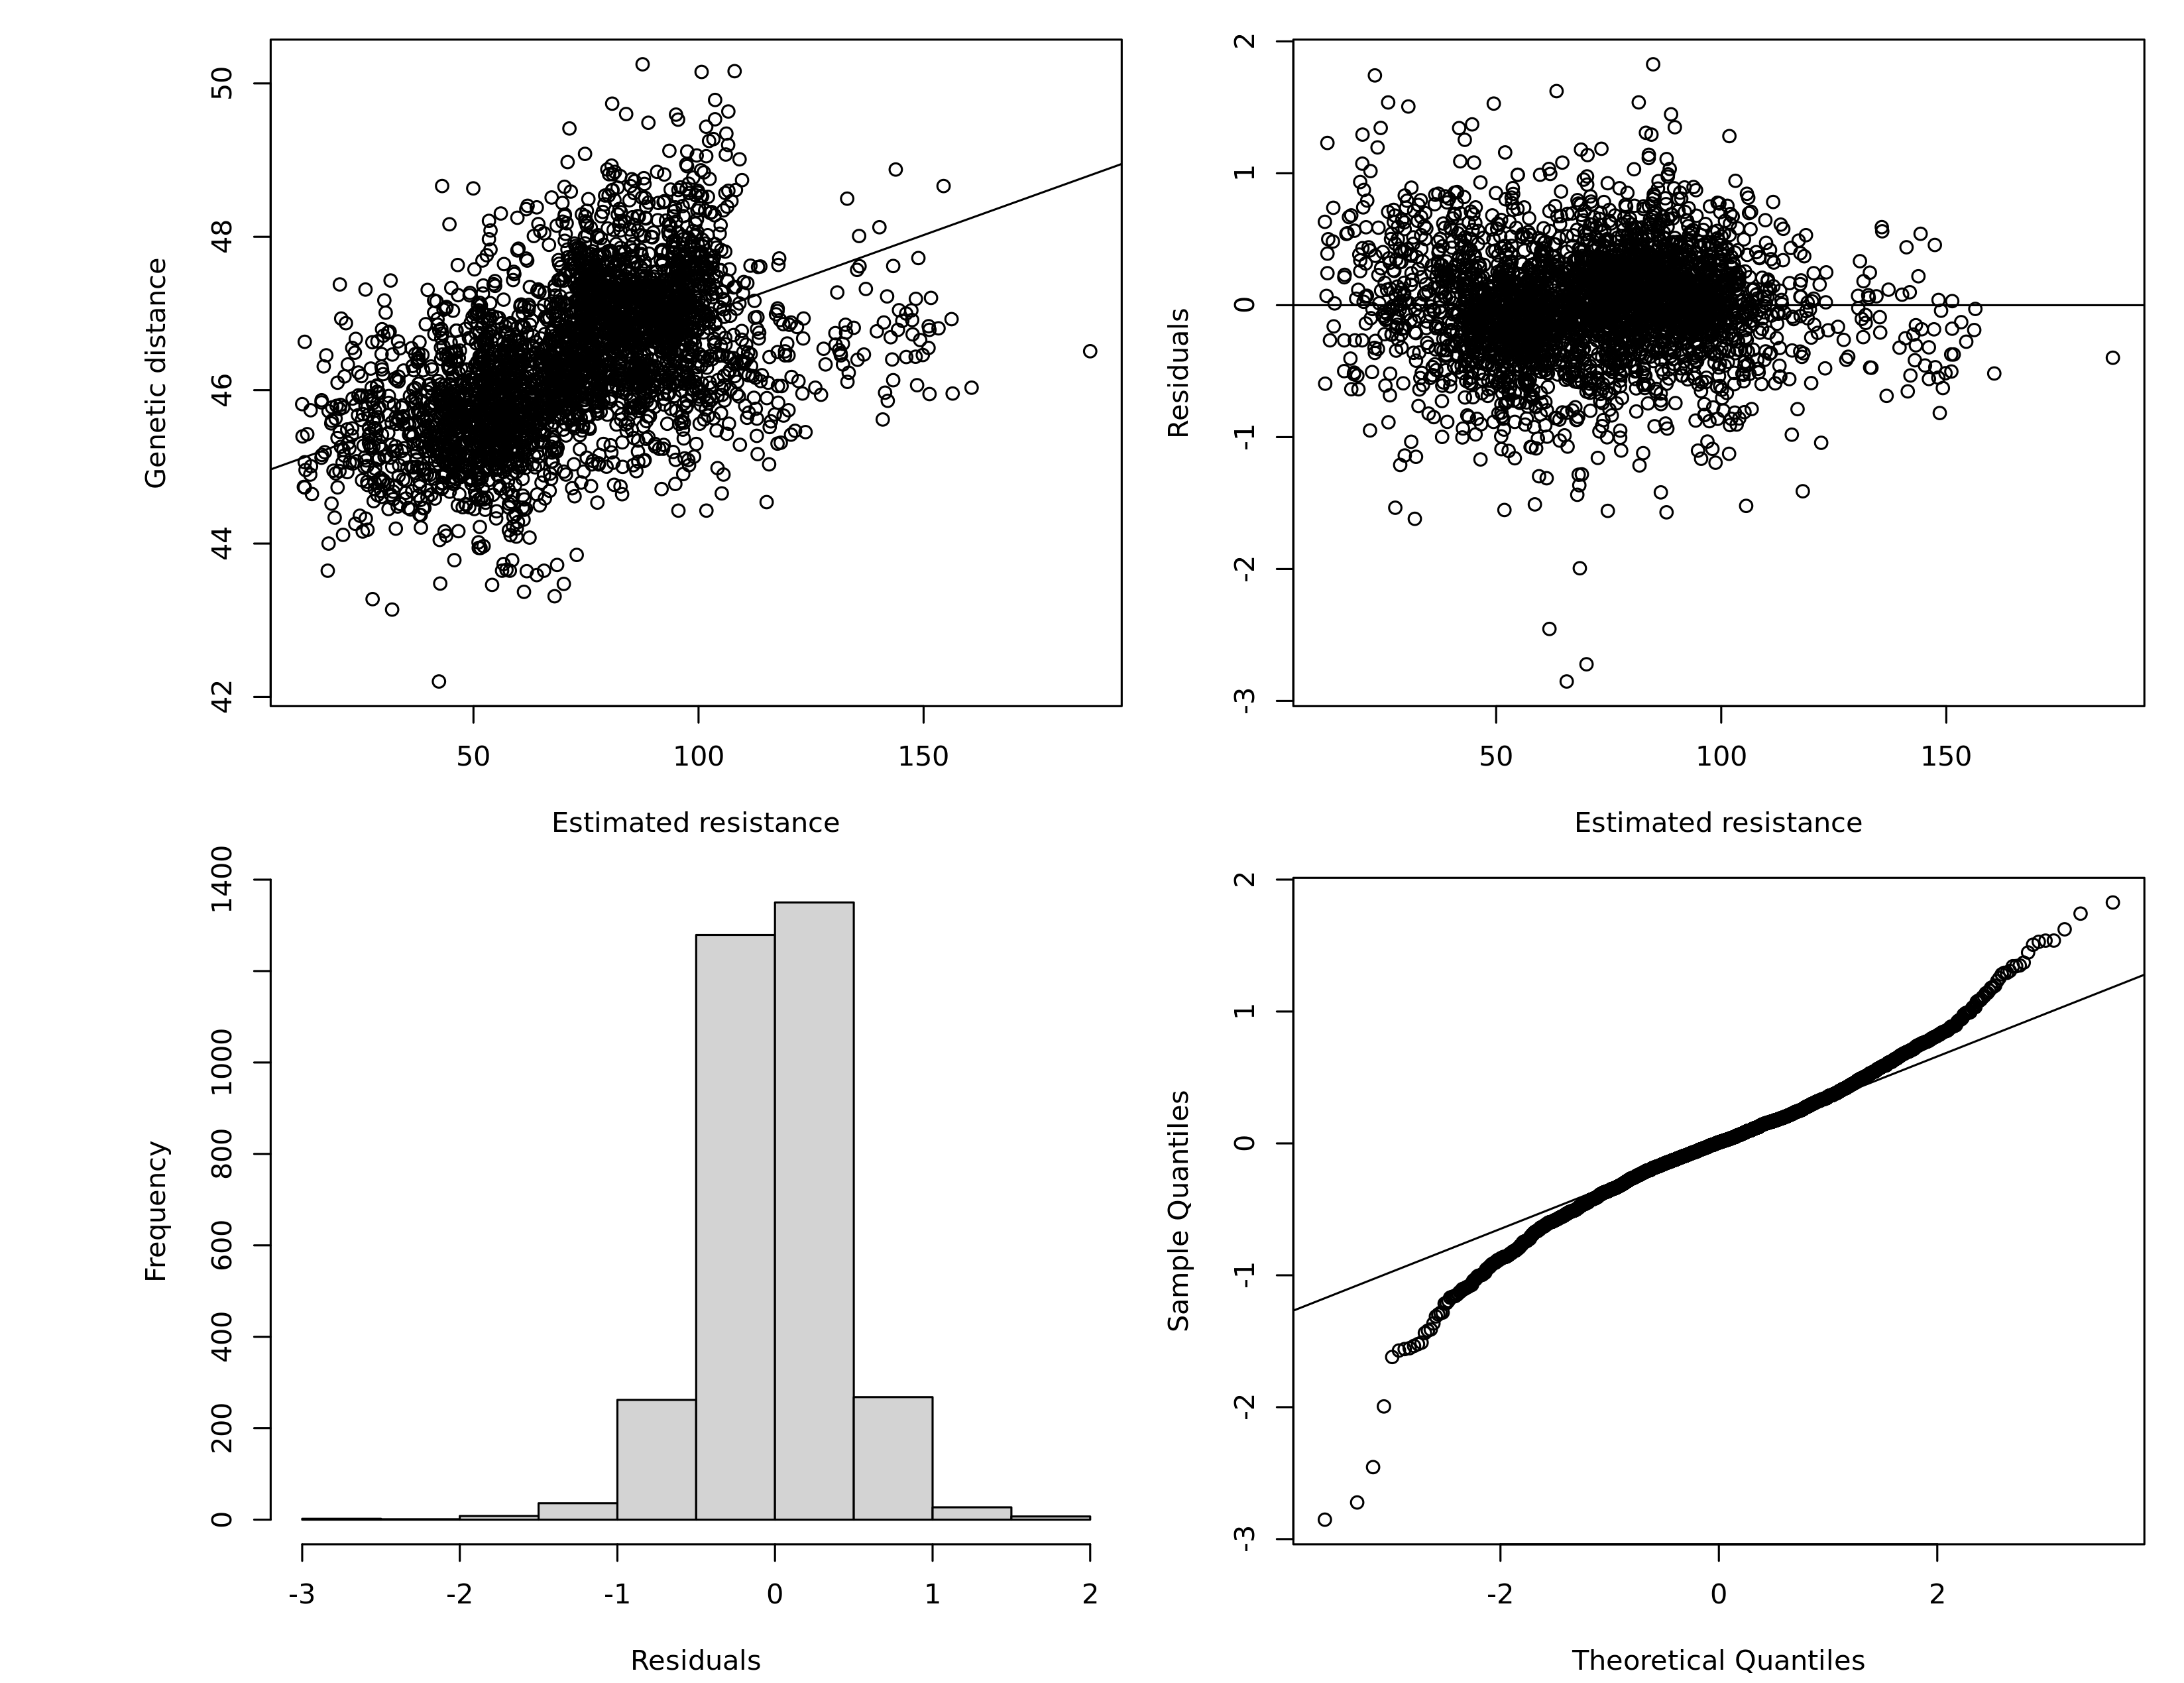 50
48
46
44
42
Genetic distance
50 100 150
Estimated resistance
2
1
0
-1
-2
-3
Residuals
50 100 150
Estimated resistance
1400
1000
800
600
400
200
0
Frequency
-3 -2 -1 0 1 2
Residuals
2
1
0
-1
-2
-3
Sample Quantiles
-2 0 2
Theoretical Quantiles